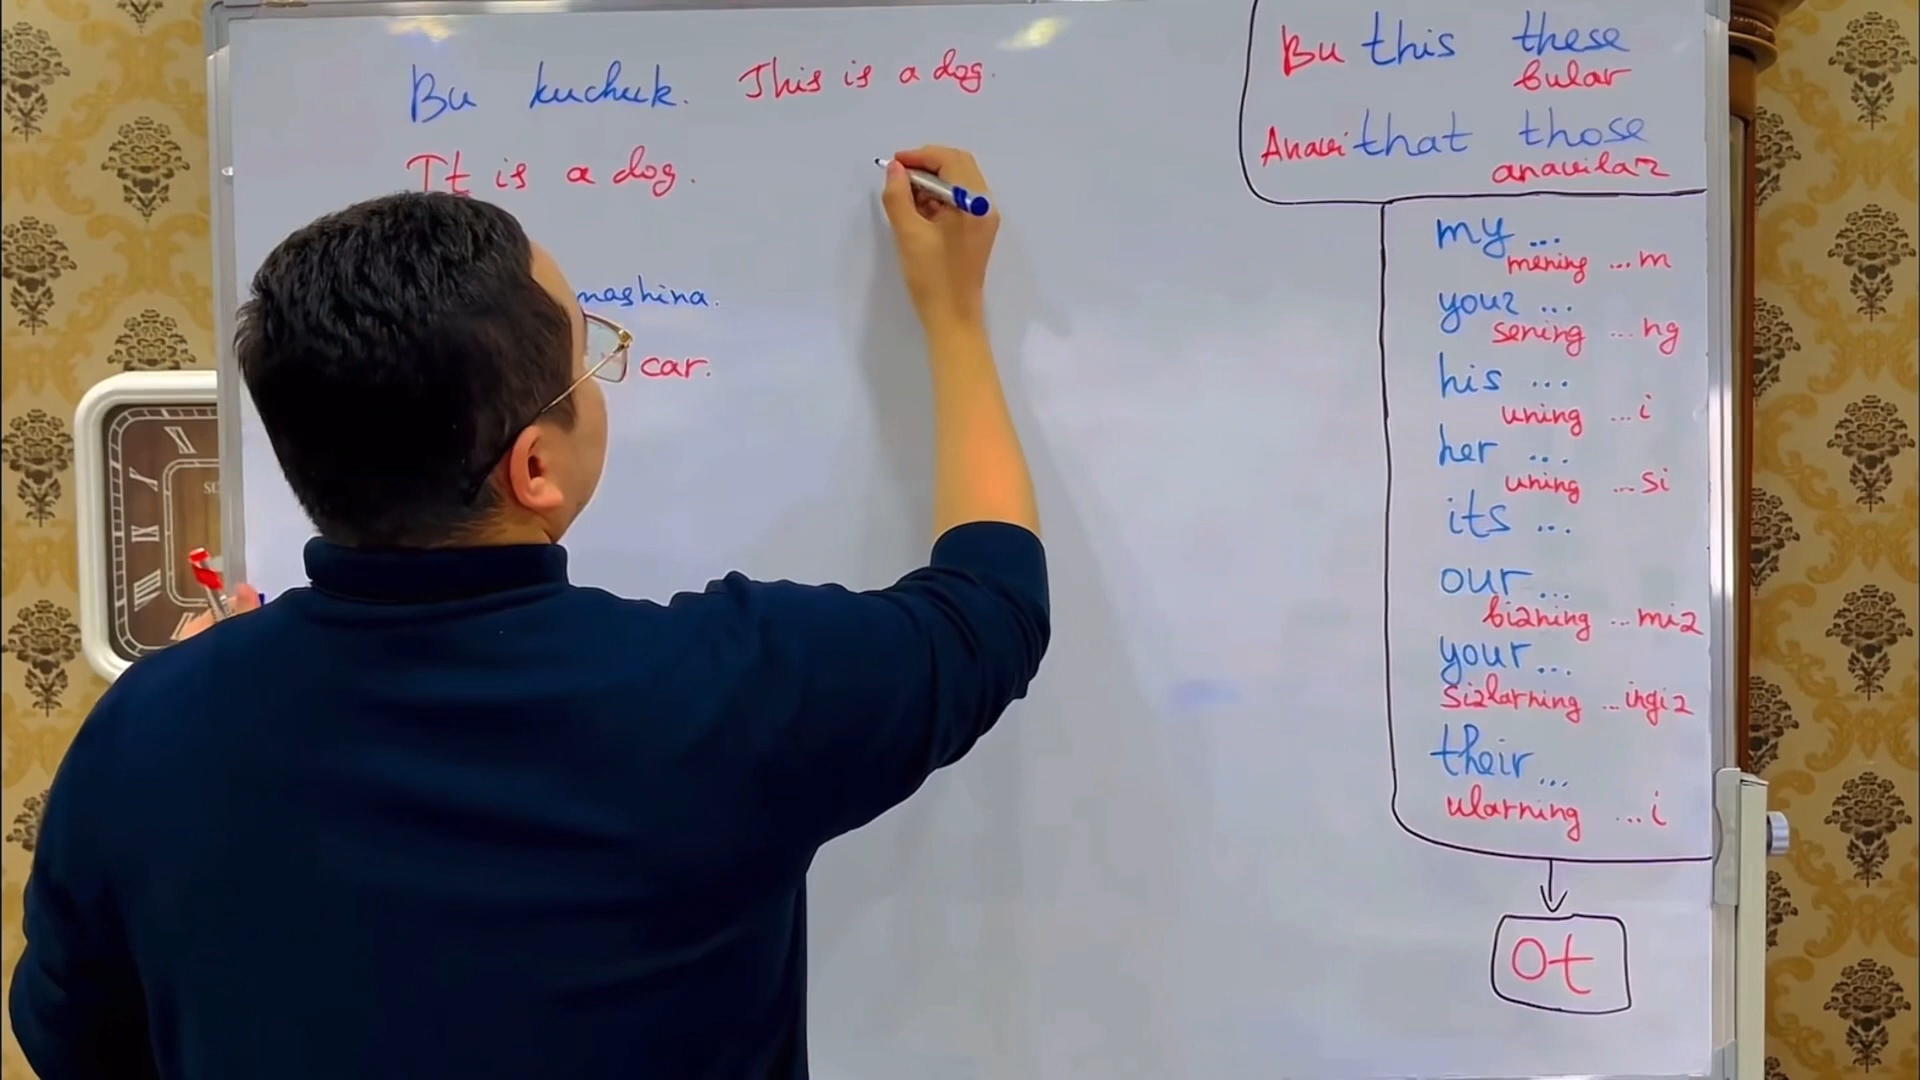 Bu kuchuk. This is a dog.
It is a dog.
mashina.
car.
Bu this these
bular
Anavi that those
anavilar
my ...
mening ...m
your ...
sening ...ng
his ...
uning ...i
her ...
uning ...si
its ...
our ...
bizning ...miz
your ...
sizlarning ...ingiz
their ...
ularning ...i
Ot